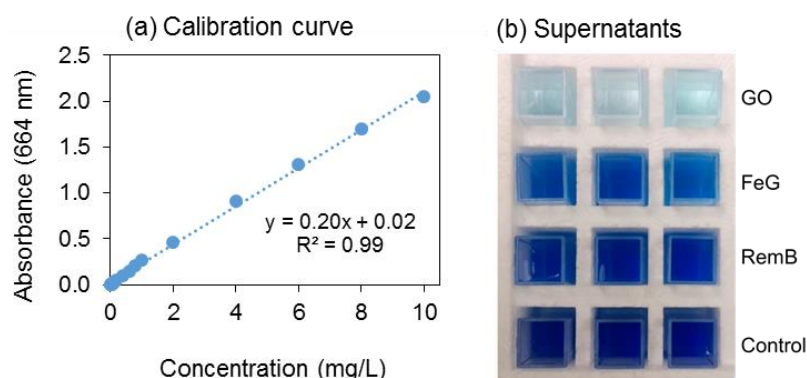 (a) Calibration curve
2.5
2.0
1.5
1.0
0.5
0.0
0 2 4 6 8 10
Absorbance (664 nm)
y = 0.20x + 0.02
R² = 0.99
Concentration (mg/L)
(b) Supernatants
GO
FeG
RemB
Control